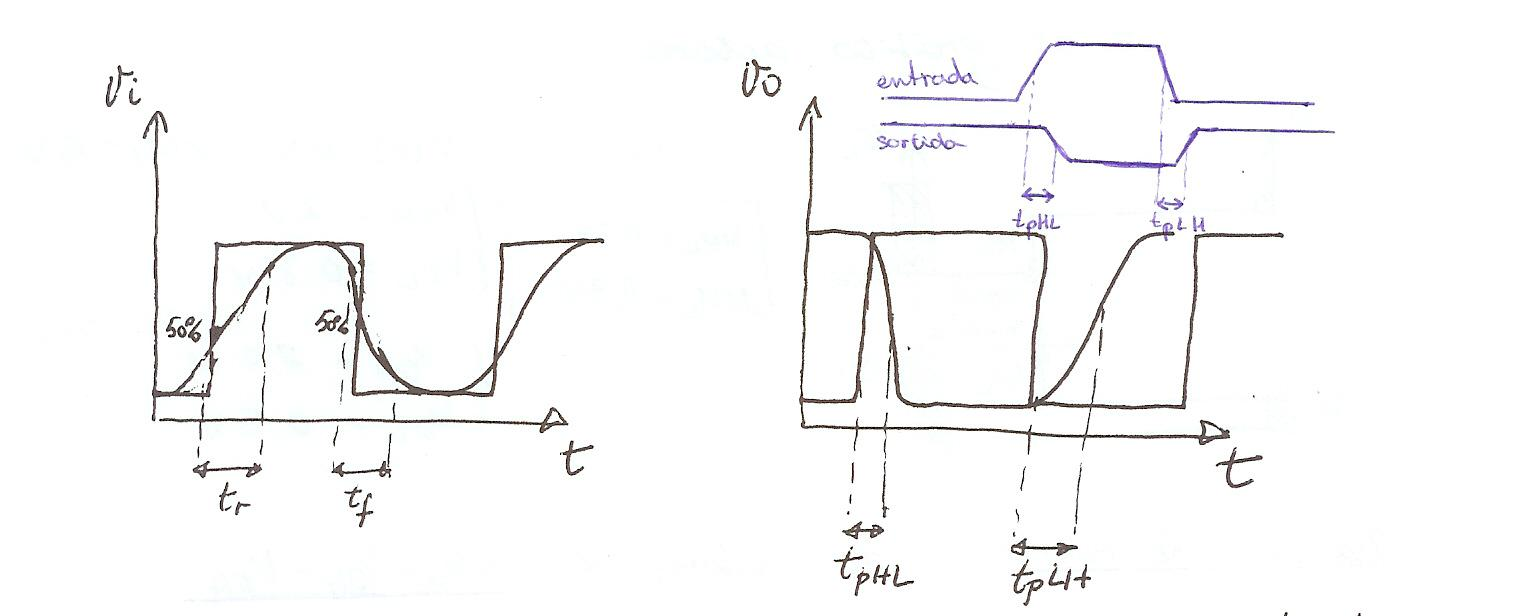 Vi
50%
50%
t
tr
tf
Vo
entrada
sortida
tpHL
tpLH
t
tpHL
tpLH